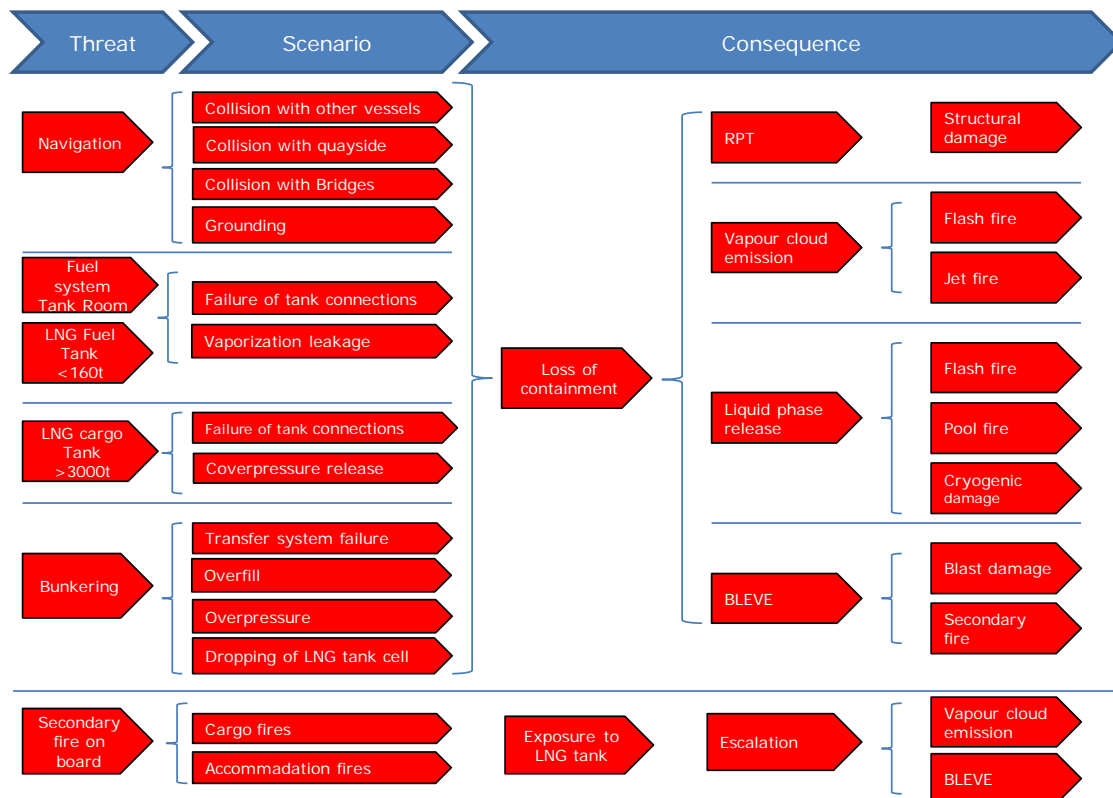 Threat
Scenario
Consequence
Navigation
Collision with other vessels
Collision with quayside
Collision with Bridges
Grounding
Fuel
system
Tank Room
LNG Fuel
Tank
<160t
Failure of tank connections
Vaporization leakage
LNG cargo
Tank
>3000t
Failure of tank connections
Coverpressure release
Bunkering
Transfer system failure
Overfill
Overpressure
Dropping of LNG tank cell
Loss of
containment
RPT
Structural
damage
Vapour cloud
emission
Flash fire
Jet fire
Liquid phase
release
Flash fire
Pool fire
Cryogenic
damage
BLEVE
Blast damage
Secondary
fire
Secondary
fire on
board
Cargo fires
Accommadation fires
Exposure to
LNG tank
Escalation
Vapour cloud
emission
BLEVE